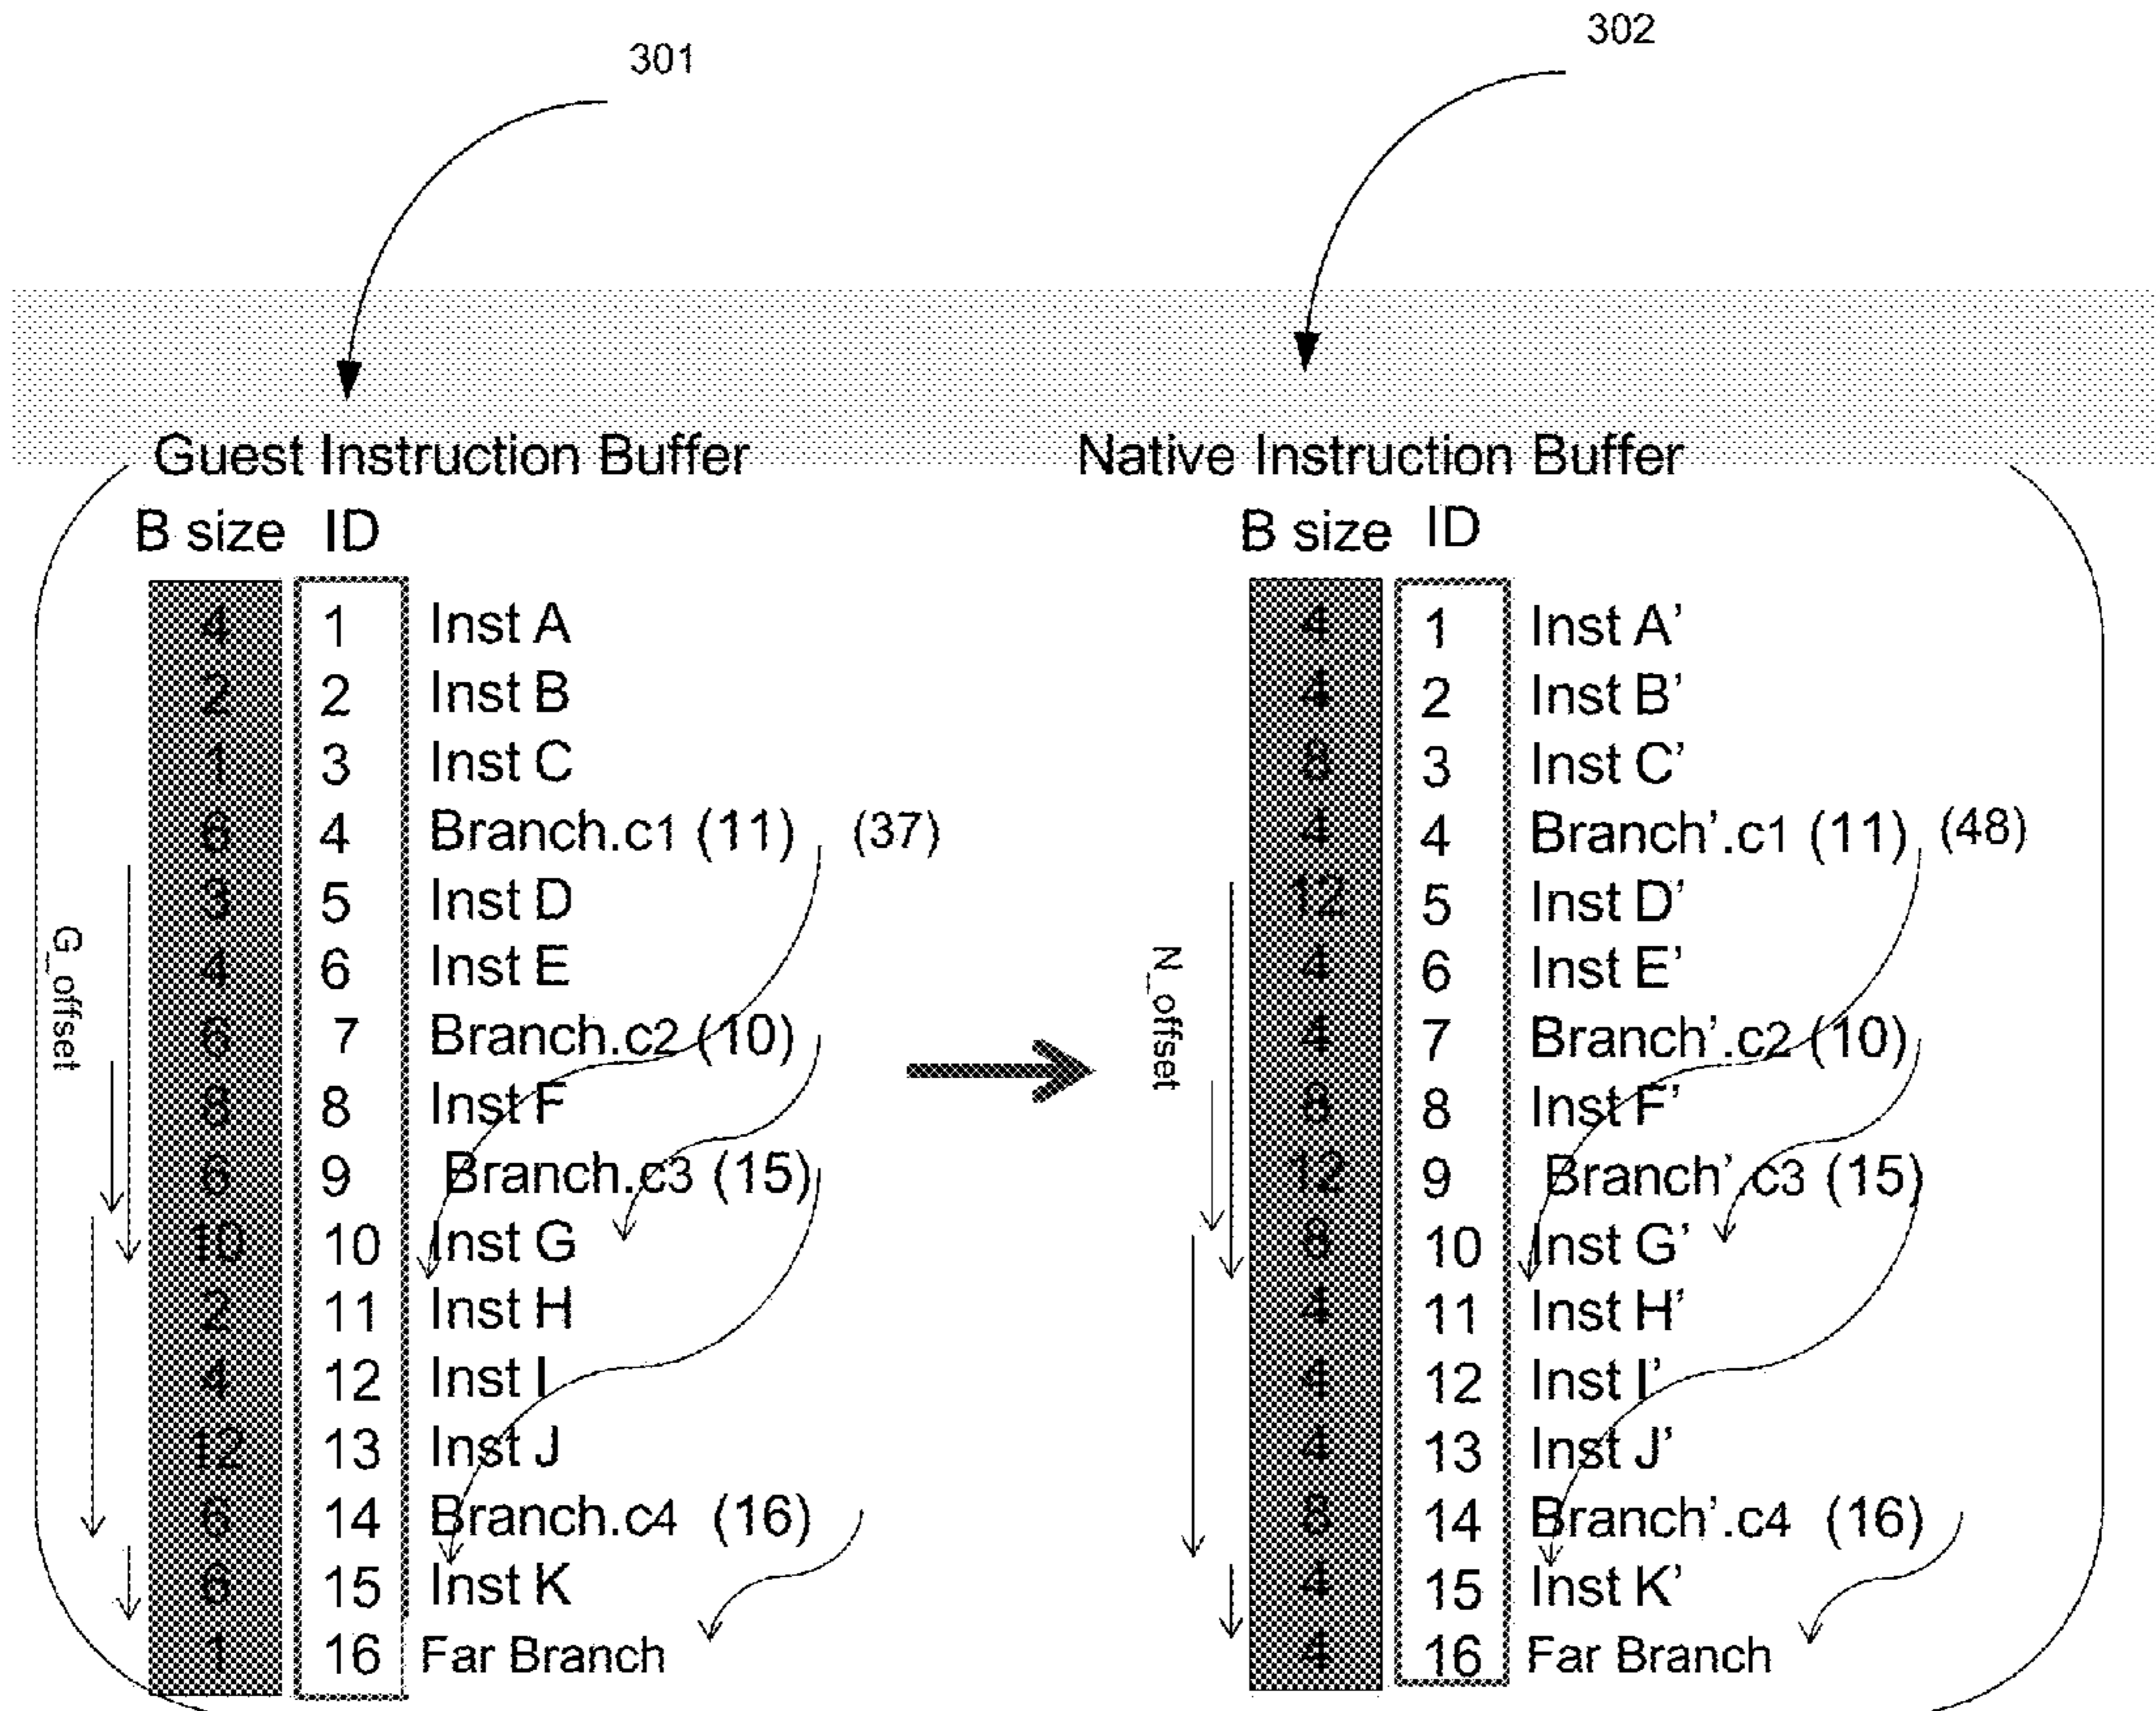 301
302
Guest Instruction Buffer    Native Instruction Buffer
B size ID    B size ID
4 1 Inst A    4 1 Inst A’
2 2 Inst B    4 2 Inst B’
1 3 Inst C    8 3 Inst C’
6 4 Branch.c1 (11) (37)    4 4 Branch’.c1 (11) (48)
3 5 Inst D    12 5 Inst D’
4 6 Inst E    4 6 Inst E’
6 7 Branch.c2 (10)    4 7 Branch’.c2 (10)
8 8 Inst F    8 8 Inst F’
6 9 Branch.c3 (15)    12 9 Branch’.c3 (15)
10 10 Inst G    8 10 Inst G’
2 11 Inst H    4 11 Inst H’
4 12 Inst I    4 12 Inst I’
12 13 Inst J    4 13 Inst J’
6 14 Branch.c4 (16)    8 14 Branch’.c4 (16)
6 15 Inst K    4 15 Inst K’
1 16 Far Branch    4 16 Far Branch
G_offset
N_offset